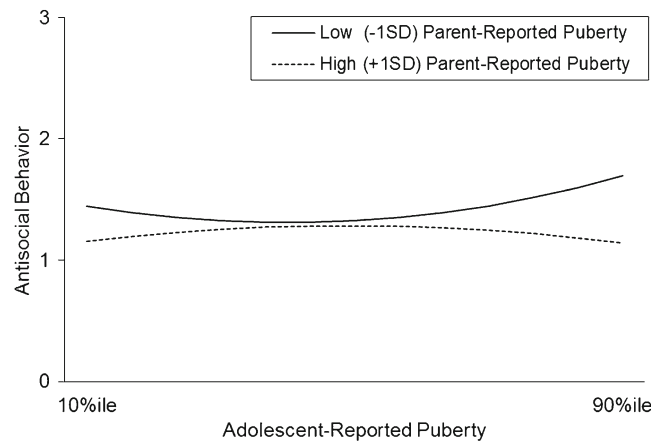 3
Low (-1SD) Parent-Reported Puberty
High (+1SD) Parent-Reported Puberty
2
Antisocial Behavior
1
0
10%ile 90%ile
Adolescent-Reported Puberty